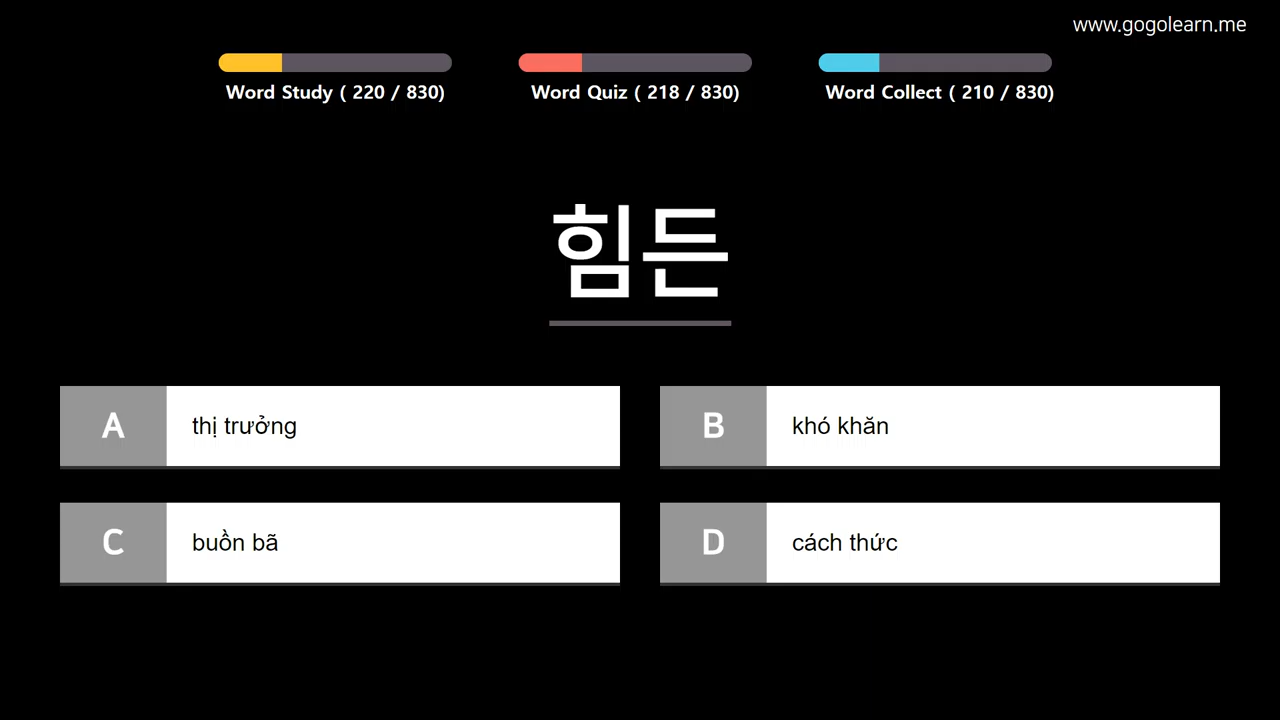 www.gogolearn.me
Word Study ( 220 / 830)
Word Quiz ( 218 / 830)
Word Collect ( 210 / 830)
힘든
A thị trưởng
B khó khăn
C buồn bã
D cách thức